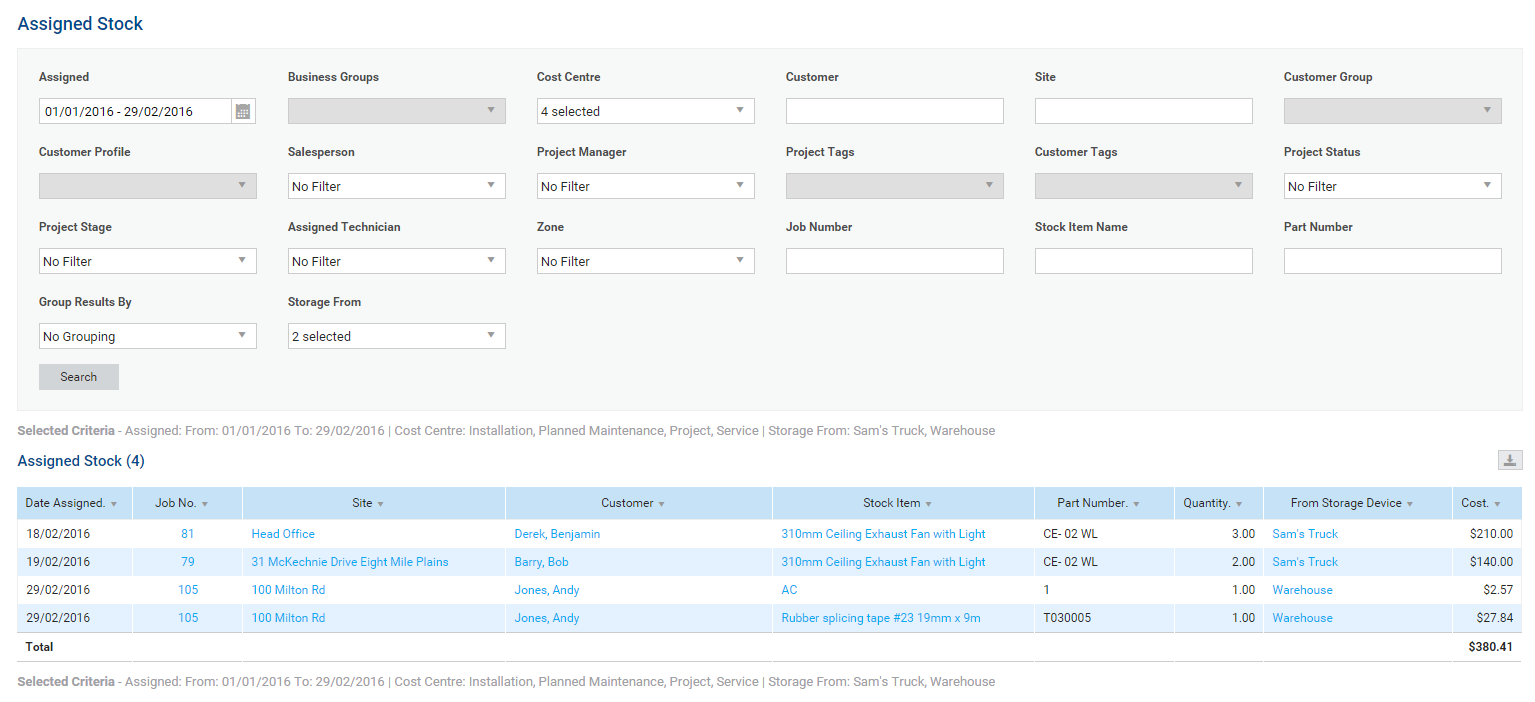 Assigned Stock
Assigned Business Groups Cost Centre Customer Site Customer Group
01/01/2016 - 29/02/2016 4 selected
Customer Profile Salesperson Project Manager Project Tags Customer Tags Project Status
No Filter No Filter No Filter
Project Stage Assigned Technician Zone Job Number Stock Item Name Part Number
No Filter No Filter No Filter
Group Results By Storage From
No Grouping 2 selected
Search
Selected Criteria - Assigned: From: 01/01/2016 To: 29/02/2016 | Cost Centre: Installation, Planned Maintenance, Project, Service | Storage From: Sam's Truck, Warehouse
Assigned Stock (4)
Date Assigned. Job No. Site Customer Stock Item Part Number. Quantity. From Storage Device Cost.
18/02/2016 81 Head Office Derek, Benjamin 310mm Ceiling Exhaust Fan with Light CE- 02 WL 3.00 Sam's Truck $210.00
19/02/2016 79 31 McKechnie Drive Eight Mile Plains Barry, Bob 310mm Ceiling Exhaust Fan with Light CE- 02 WL 2.00 Sam's Truck $140.00
29/02/2016 105 100 Milton Rd Jones, Andy AC 1 1.00 Warehouse $2.57
29/02/2016 105 100 Milton Rd Jones, Andy Rubber splicing tape #23 19mm x 9m T030005 1.00 Warehouse $27.84
Total $380.41
Selected Criteria - Assigned: From: 01/01/2016 To: 29/02/2016 | Cost Centre: Installation, Planned Maintenance, Project, Service | Storage From: Sam's Truck, Warehouse